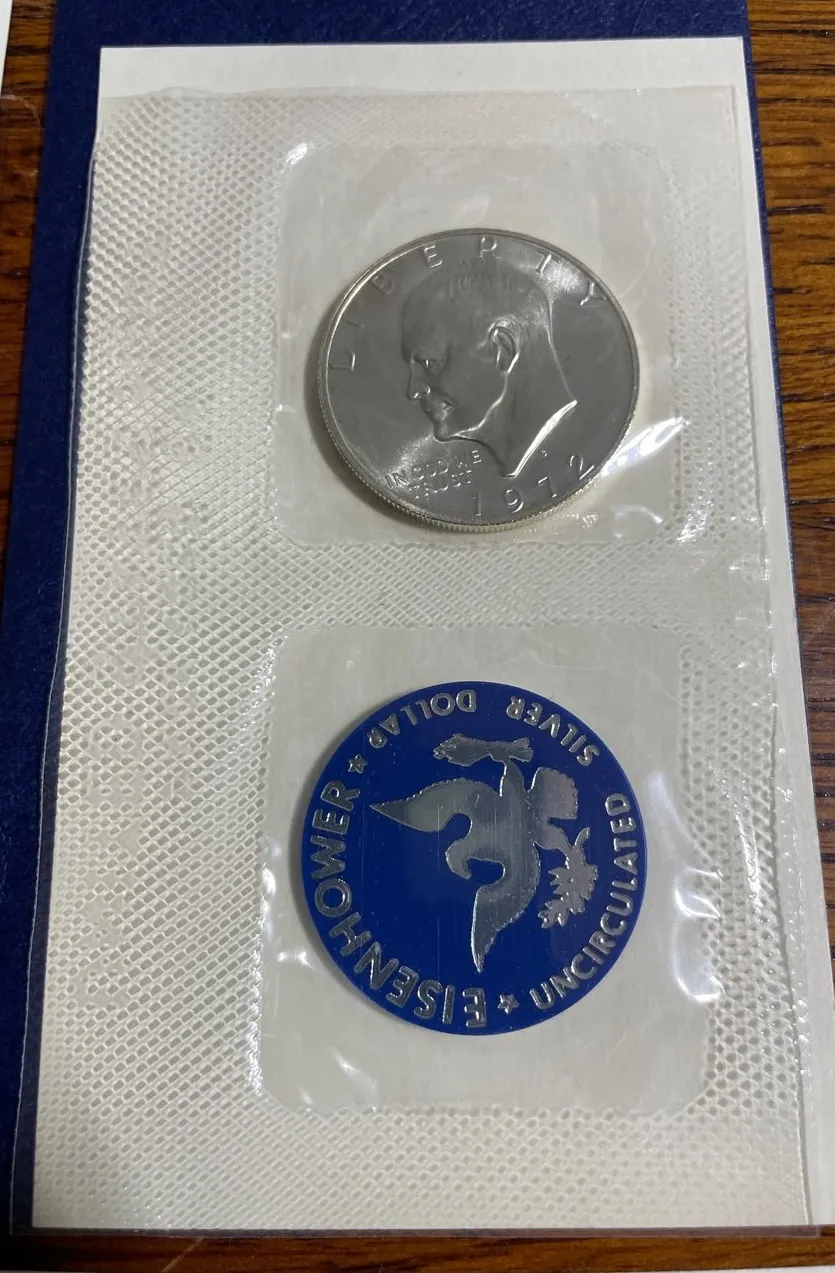 LIBERTY
IN GOD WE
TRUST
S
1972
EISENHOWER ★ UNCIRCULATED SILVER DOLLAR ★